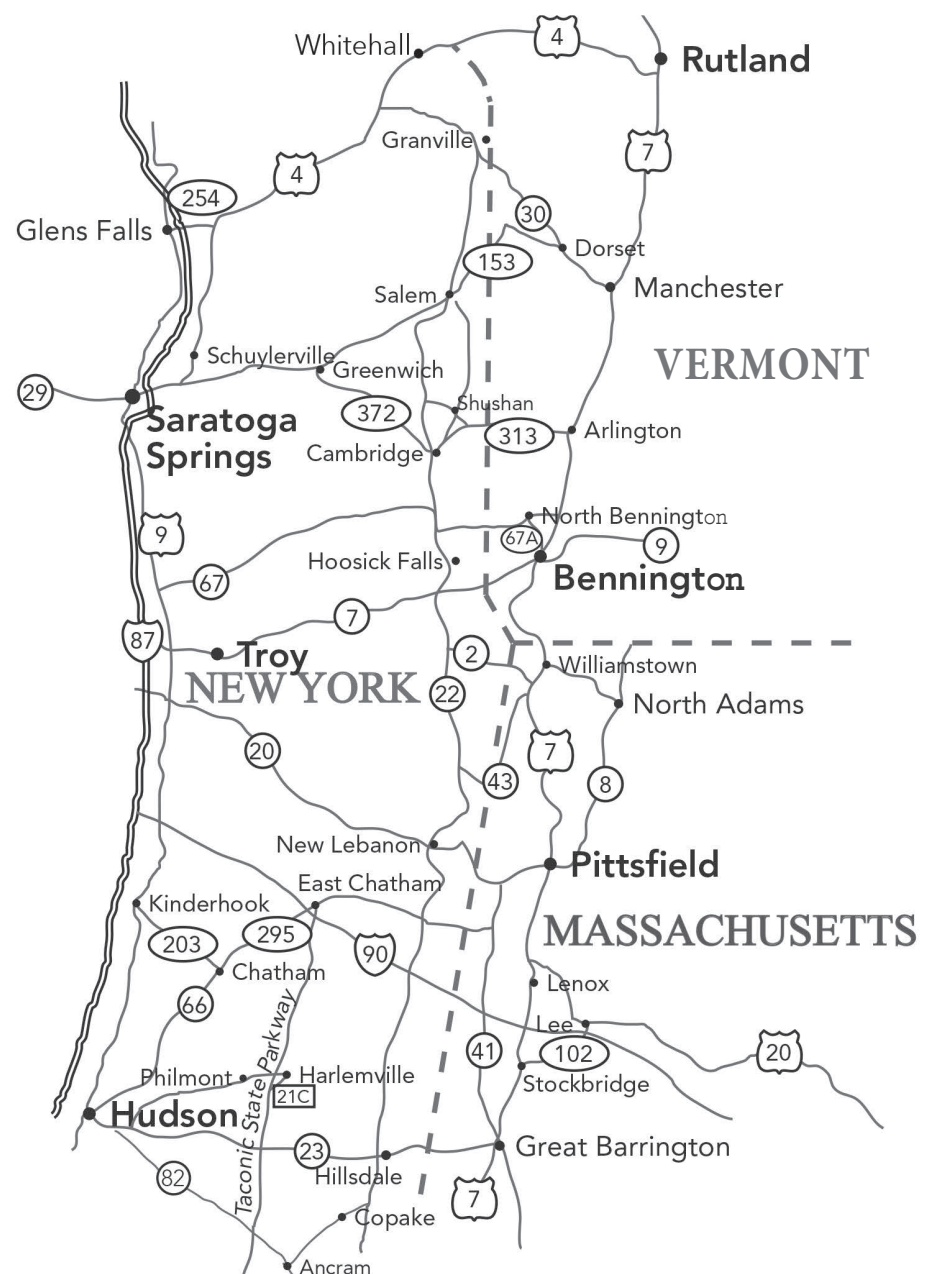 Whitehall
4
Rutland
Granville
7
4
254
30
Glens Falls
Dorset
153
Manchester
Salem
VERMONT
Schuylerville
Greenwich
29
372
Shushan
Saratoga
Springs
313
Arlington
Cambridge
North Bennington
9
67A
9
Hoosick Falls
67
Bennington
7
87
Troy
2
Williamstown
NEW YORK
22
North Adams
20
7
43
8
New Lebanon
Pittsfield
East Chatham
Kinderhook
203
295
MASSACHUSETTS
90
Chatham
Lenox
66
Lee
41
102
20
Taconic State Parkway
Philmont
Harlemville
Stockbridge
21C
Hudson
23
Great Barrington
Hillsdale
82
7
Copake
Ancram